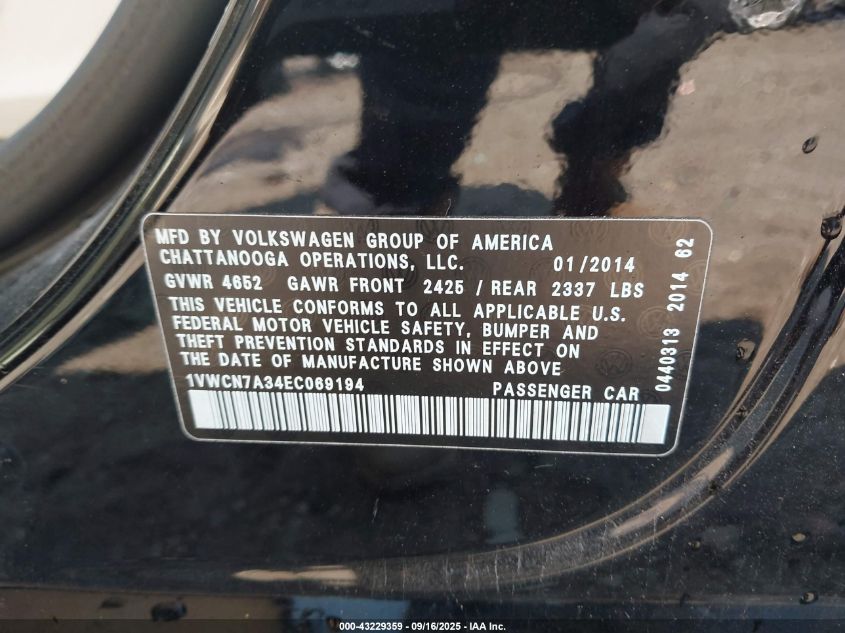 MFD BY VOLKSWAGEN GROUP OF AMERICA
CHATTANOOGA OPERATIONS, LLC. 01/2014
GVWR 4652 GAWR FRONT 2425 / REAR 2337 LBS
THIS VEHICLE CONFORMS TO ALL APPLICABLE U.S.
FEDERAL MOTOR VEHICLE SAFETY, BUMPER AND
THEFT PREVENTION STANDARDS IN EFFECT ON
THE DATE OF MANUFACTURE SHOWN ABOVE
1VWCN7A34EC069194 PASSENGER CAR
0440313 2014 62
000-43229359 - 09/16/2025 - IAA Inc.